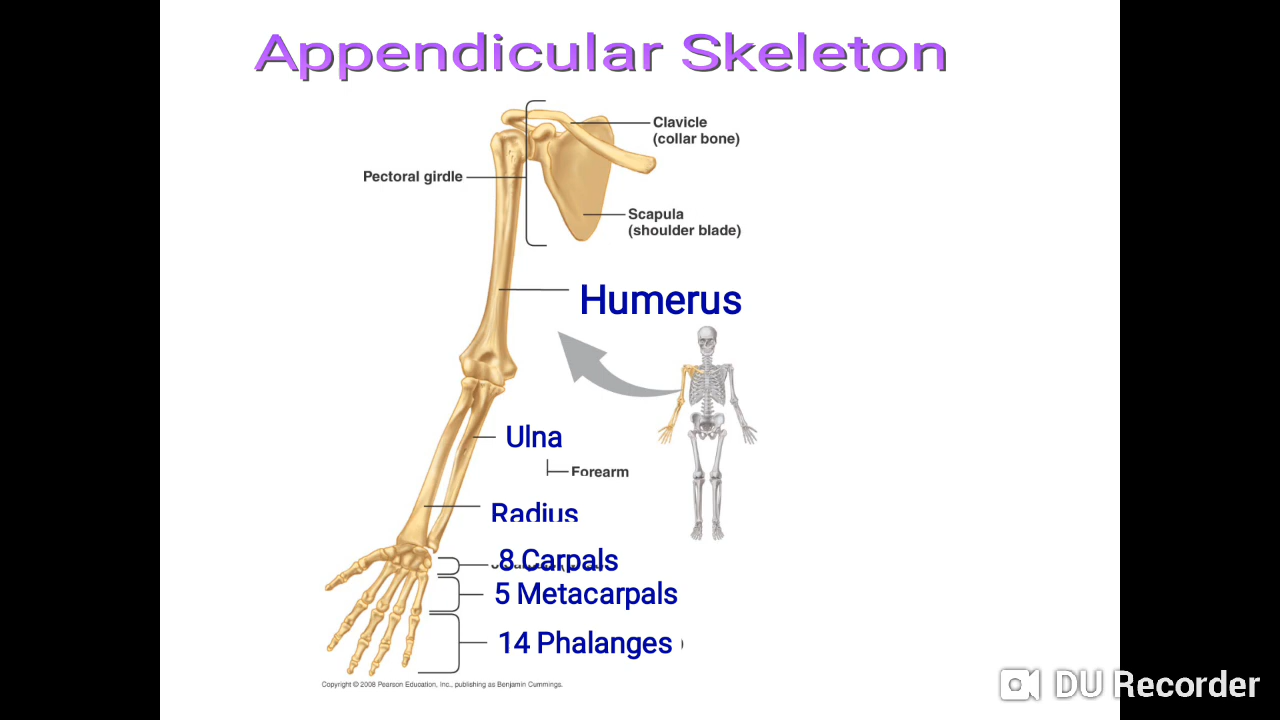 Appendicular Skeleton
Clavicle
(collar bone)
Pectoral girdle
Scapula
(shoulder blade)
Humerus
Ulna
Forearm
Radius
8 Carpals
5 Metacarpals
14 Phalanges )
Copyright © 2008 Pearson Education, Inc., publishing as Benjamin Cummings.
DU Recorder